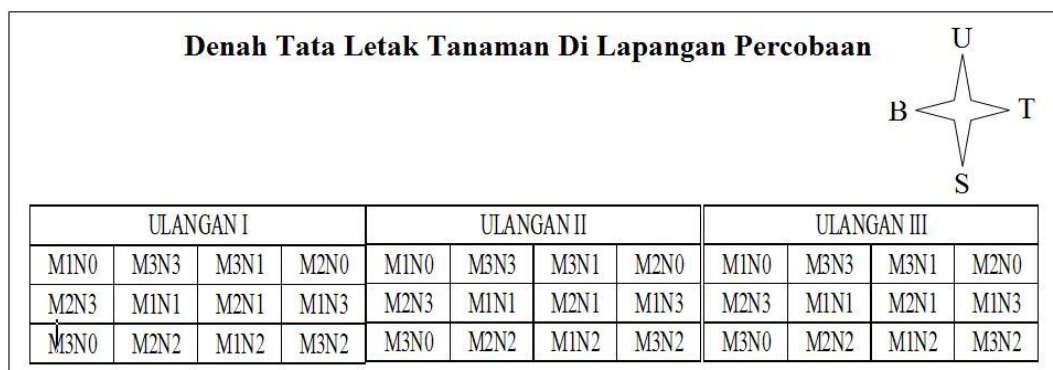 Denah Tata Letak Tanaman Di Lapangan Percobaan
U
B T
S
ULANGAN I ULANGAN II ULANGAN III
M1N0 M3N3 M3N1 M2N0 M1N0 M3N3 M3N1 M2N0 M1N0 M3N3 M3N1 M2N0
M2N3 M1N1 M2N1 M1N3 M2N3 M1N1 M2N1 M1N3 M2N3 M1N1 M2N1 M1N3
M3N0 M2N2 M1N2 M3N2 M3N0 M2N2 M1N2 M3N2 M3N0 M2N2 M1N2 M3N2